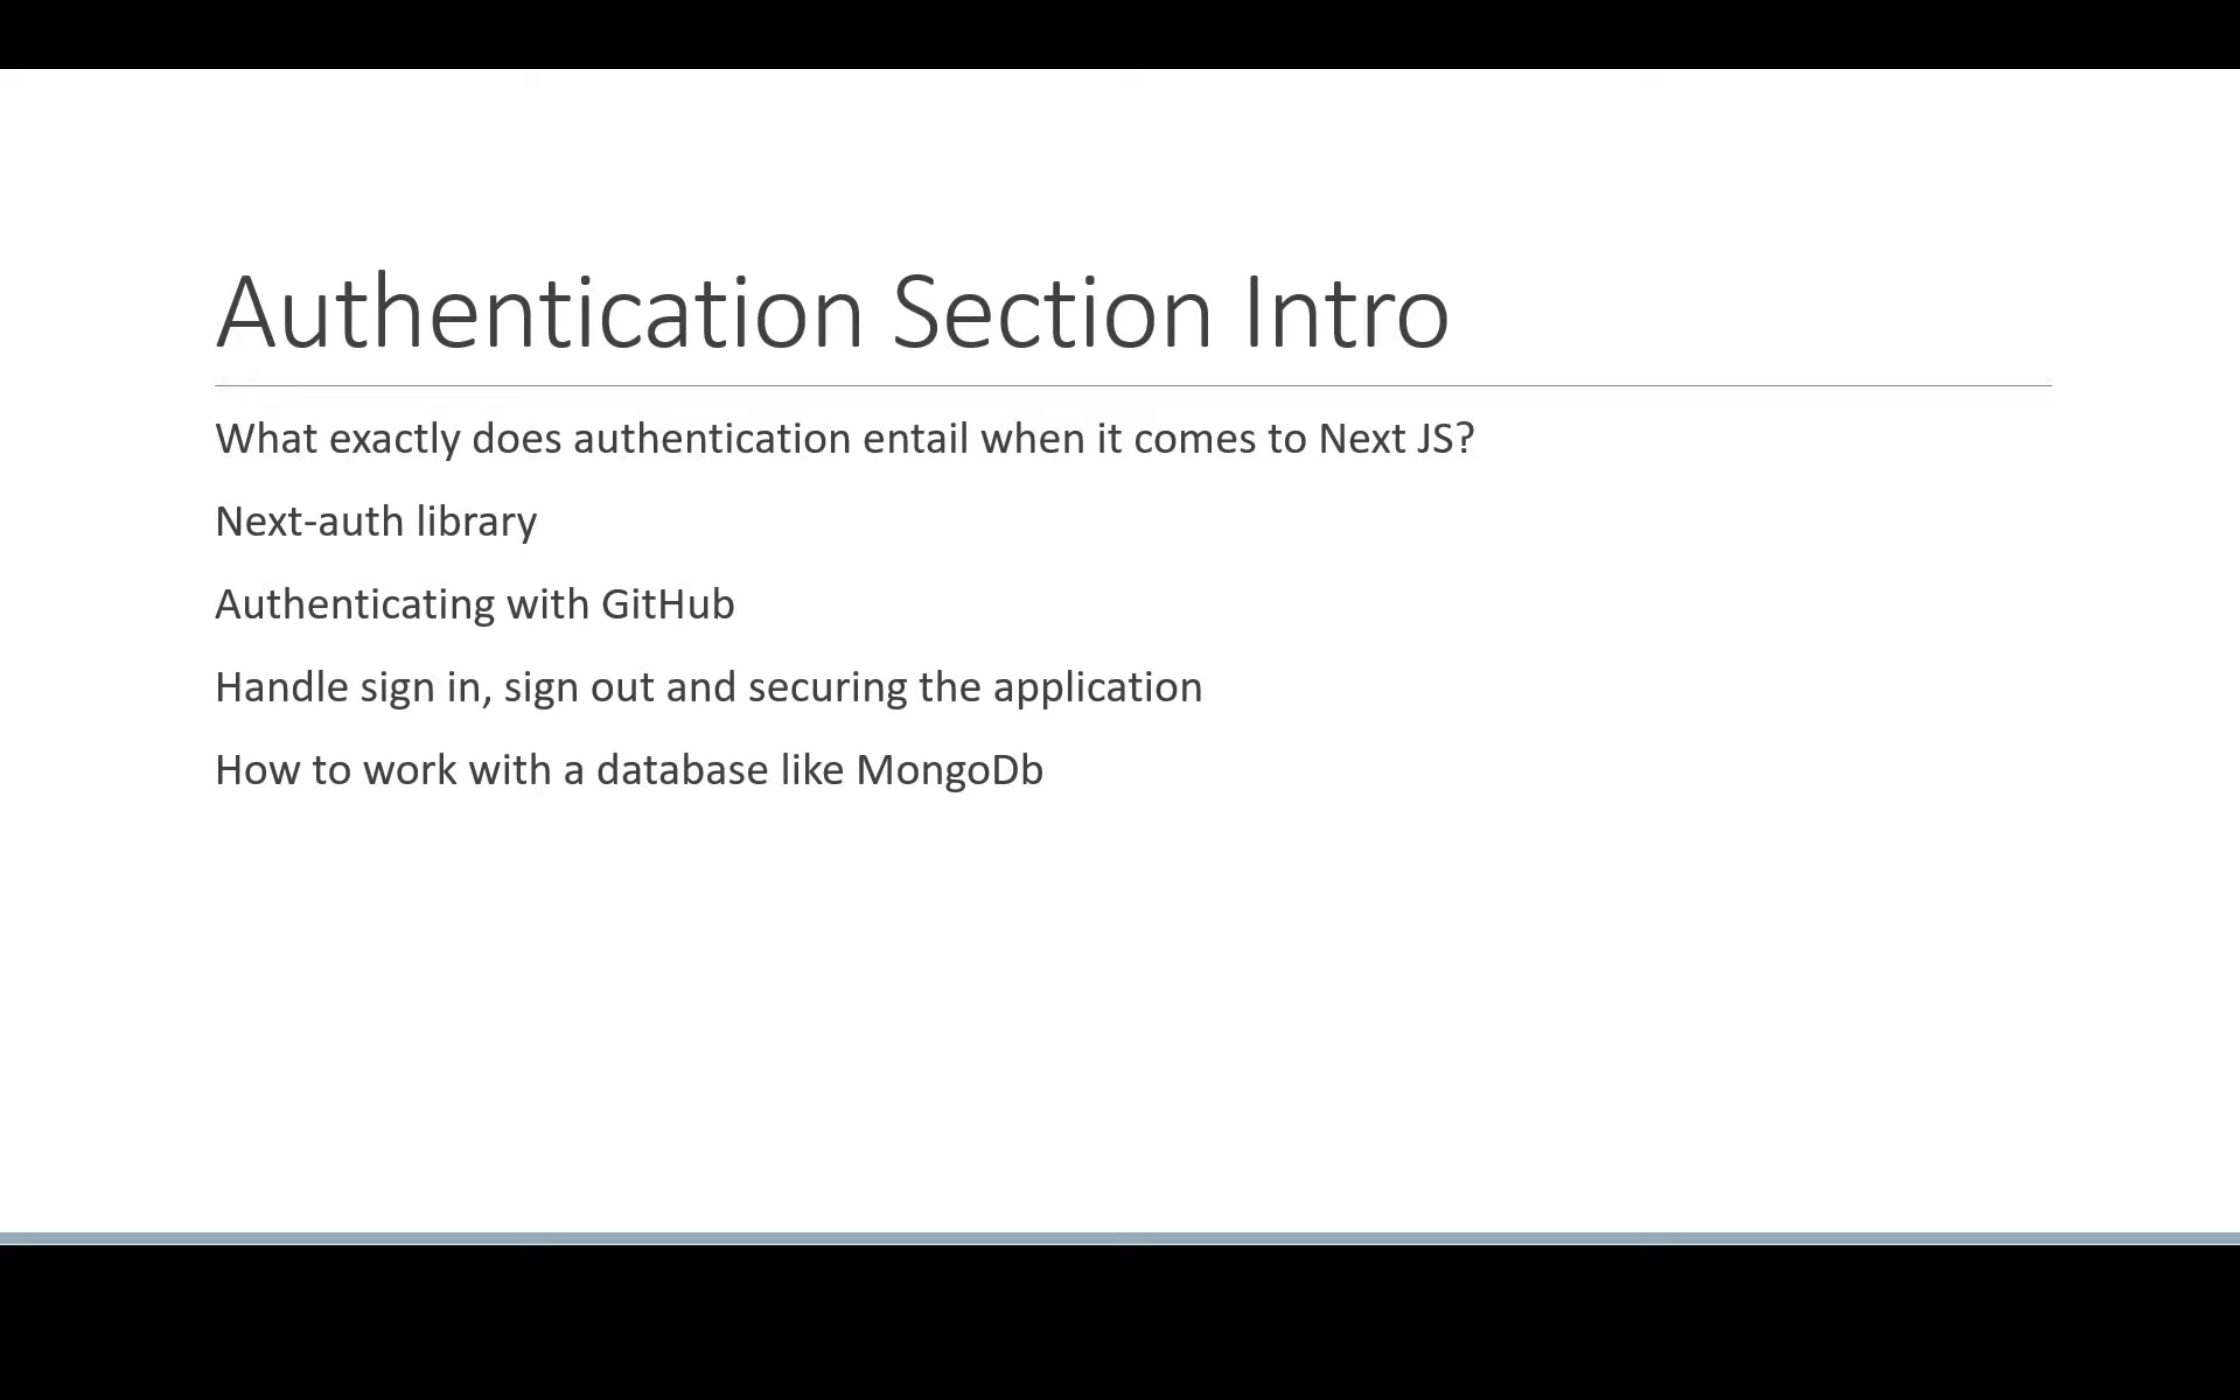 Authentication Section Intro
What exactly does authentication entail when it comes to Next JS?
Next-auth library
Authenticating with GitHub
Handle sign in, sign out and securing the application
How to work with a database like MongoDb